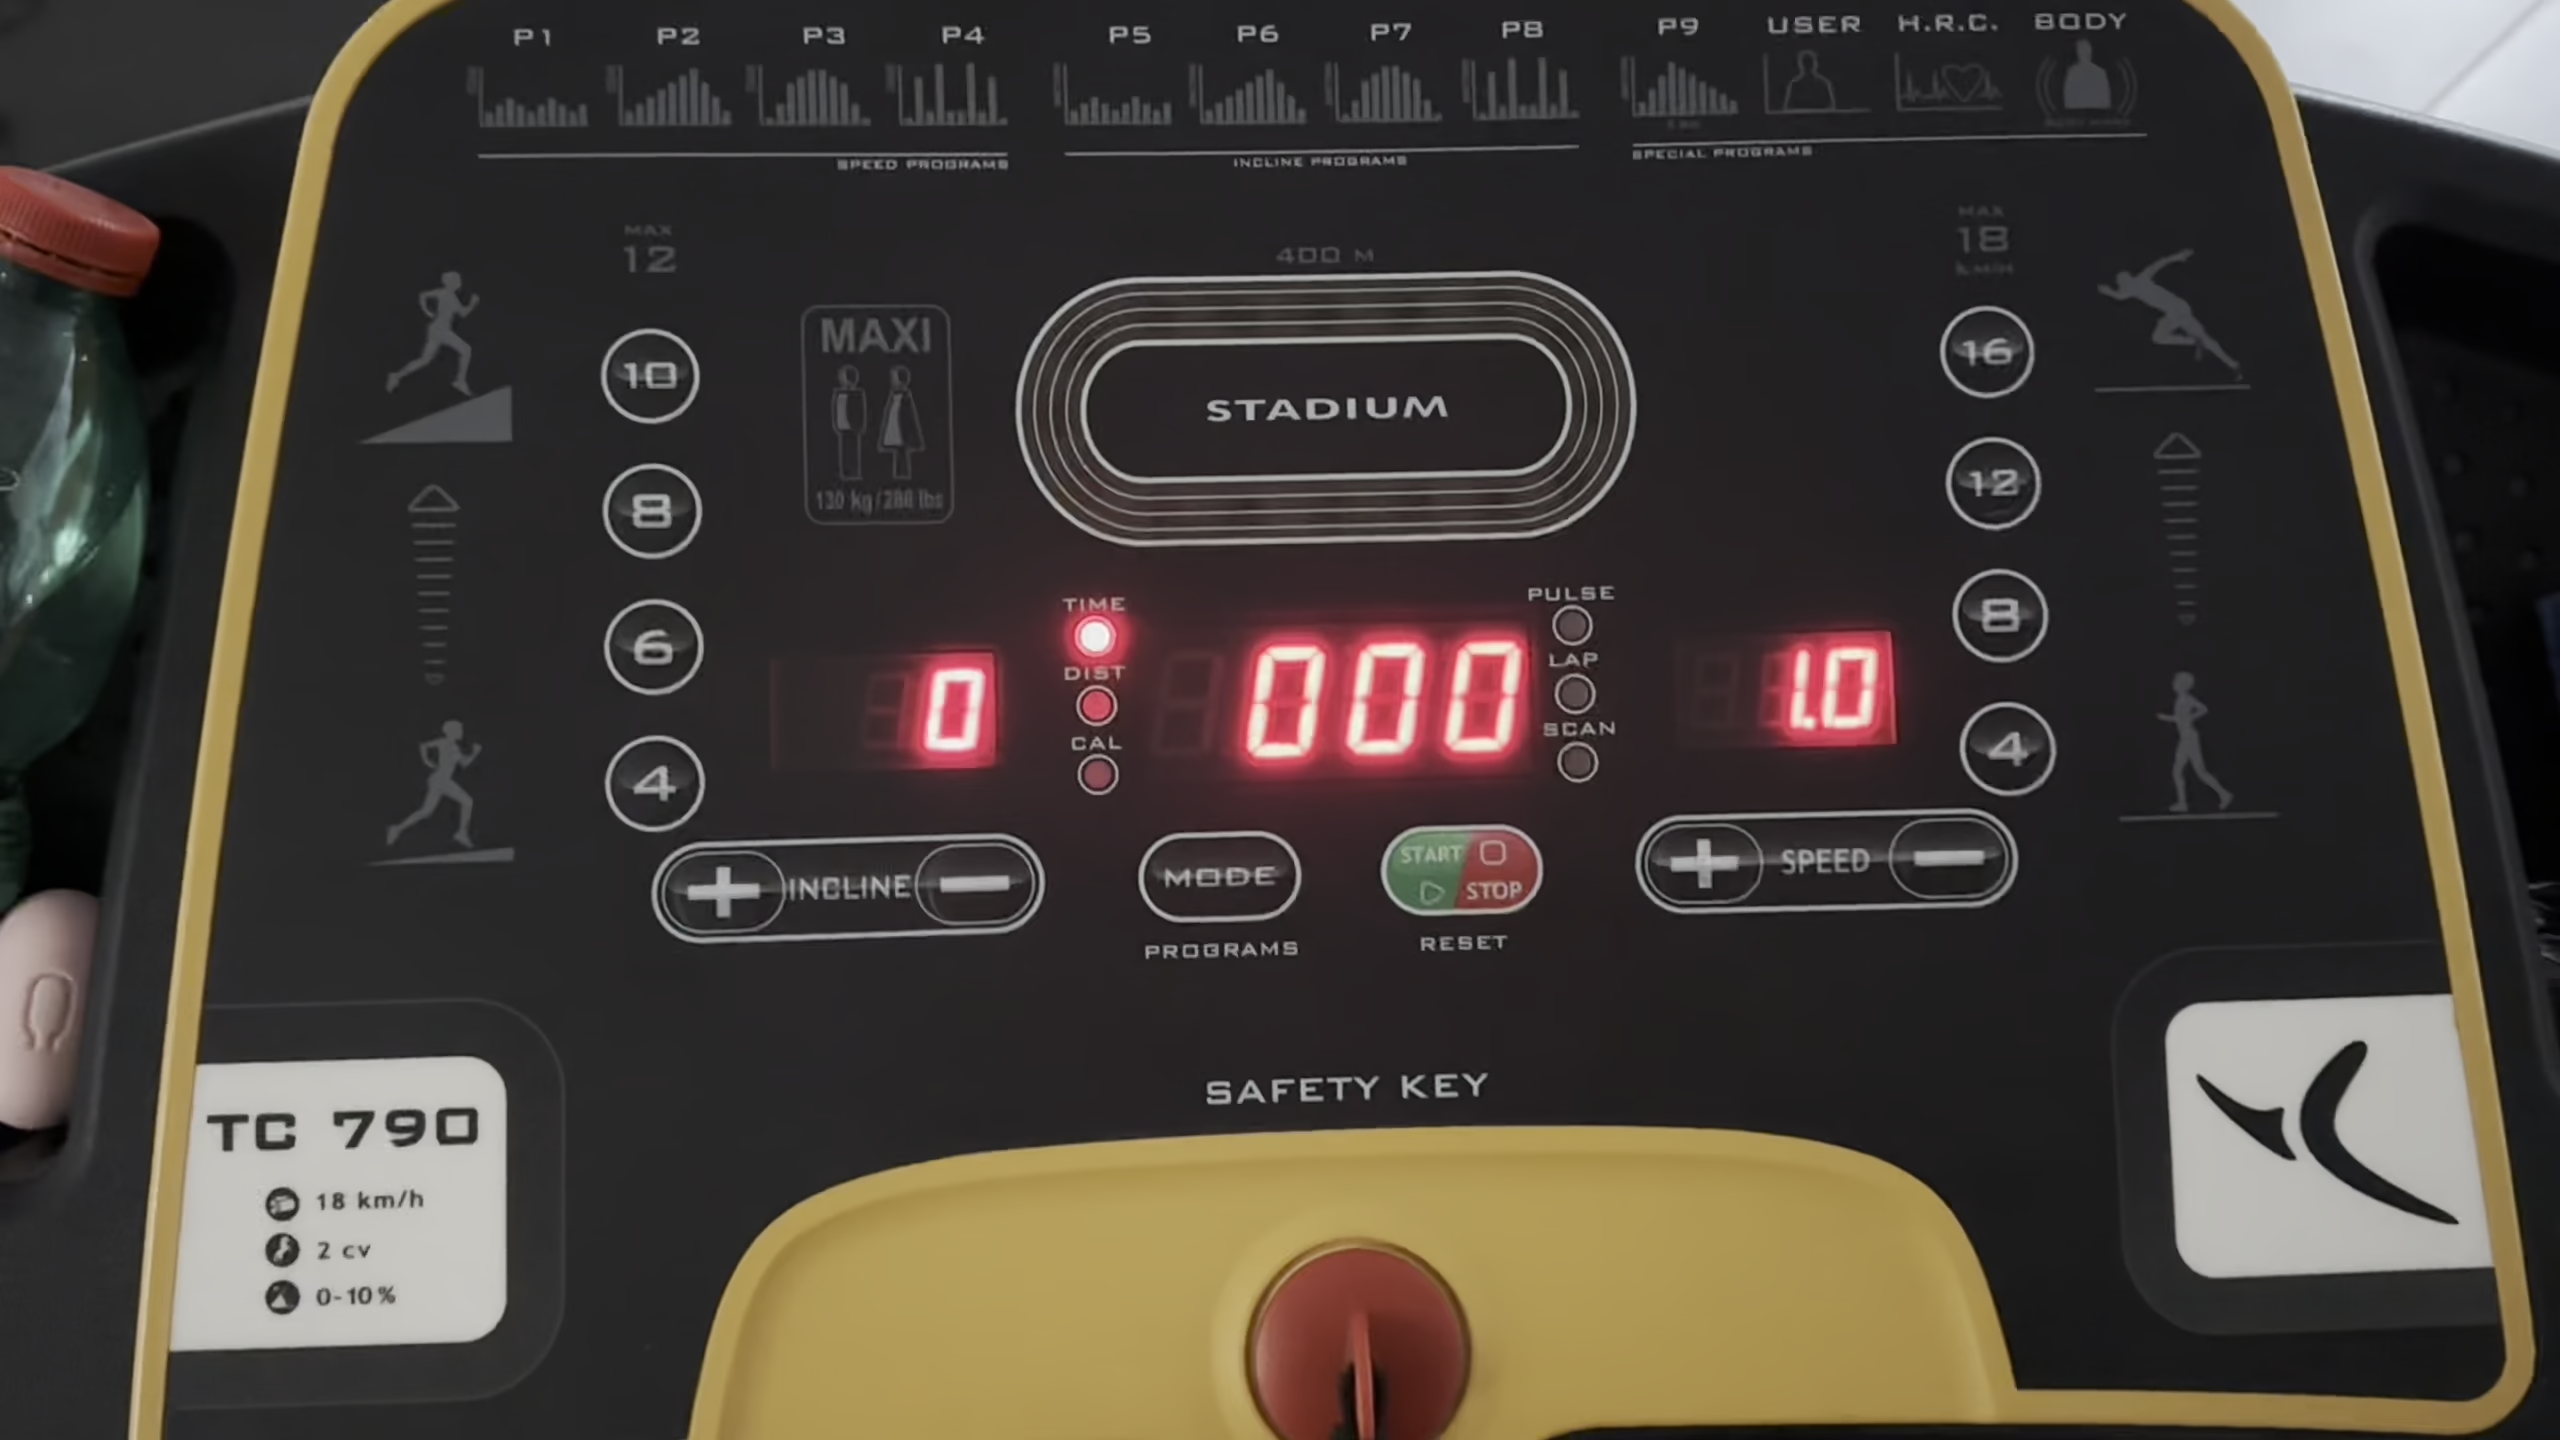 P1 P2 P3 P4 P5 P6 P7 P8 P9 USER H.R.C. BODY
SPEED PROGRAMS INCLINE PROGRAMS SPECIAL PROGRAMS
MAX
12
10
8
6
4
MAXI
130 kg/286 lbs
400 M
STADIUM
MAX
18
KM/H
16
12
8
4
0
TIME
DIST
CAL
000
PULSE
LAP
SCAN
1.0
+ INCLINE −
MODE
PROGRAMS
START
STOP
RESET
+ SPEED −
SAFETY KEY
TC 790
18 km/h
2 cv
0-10%